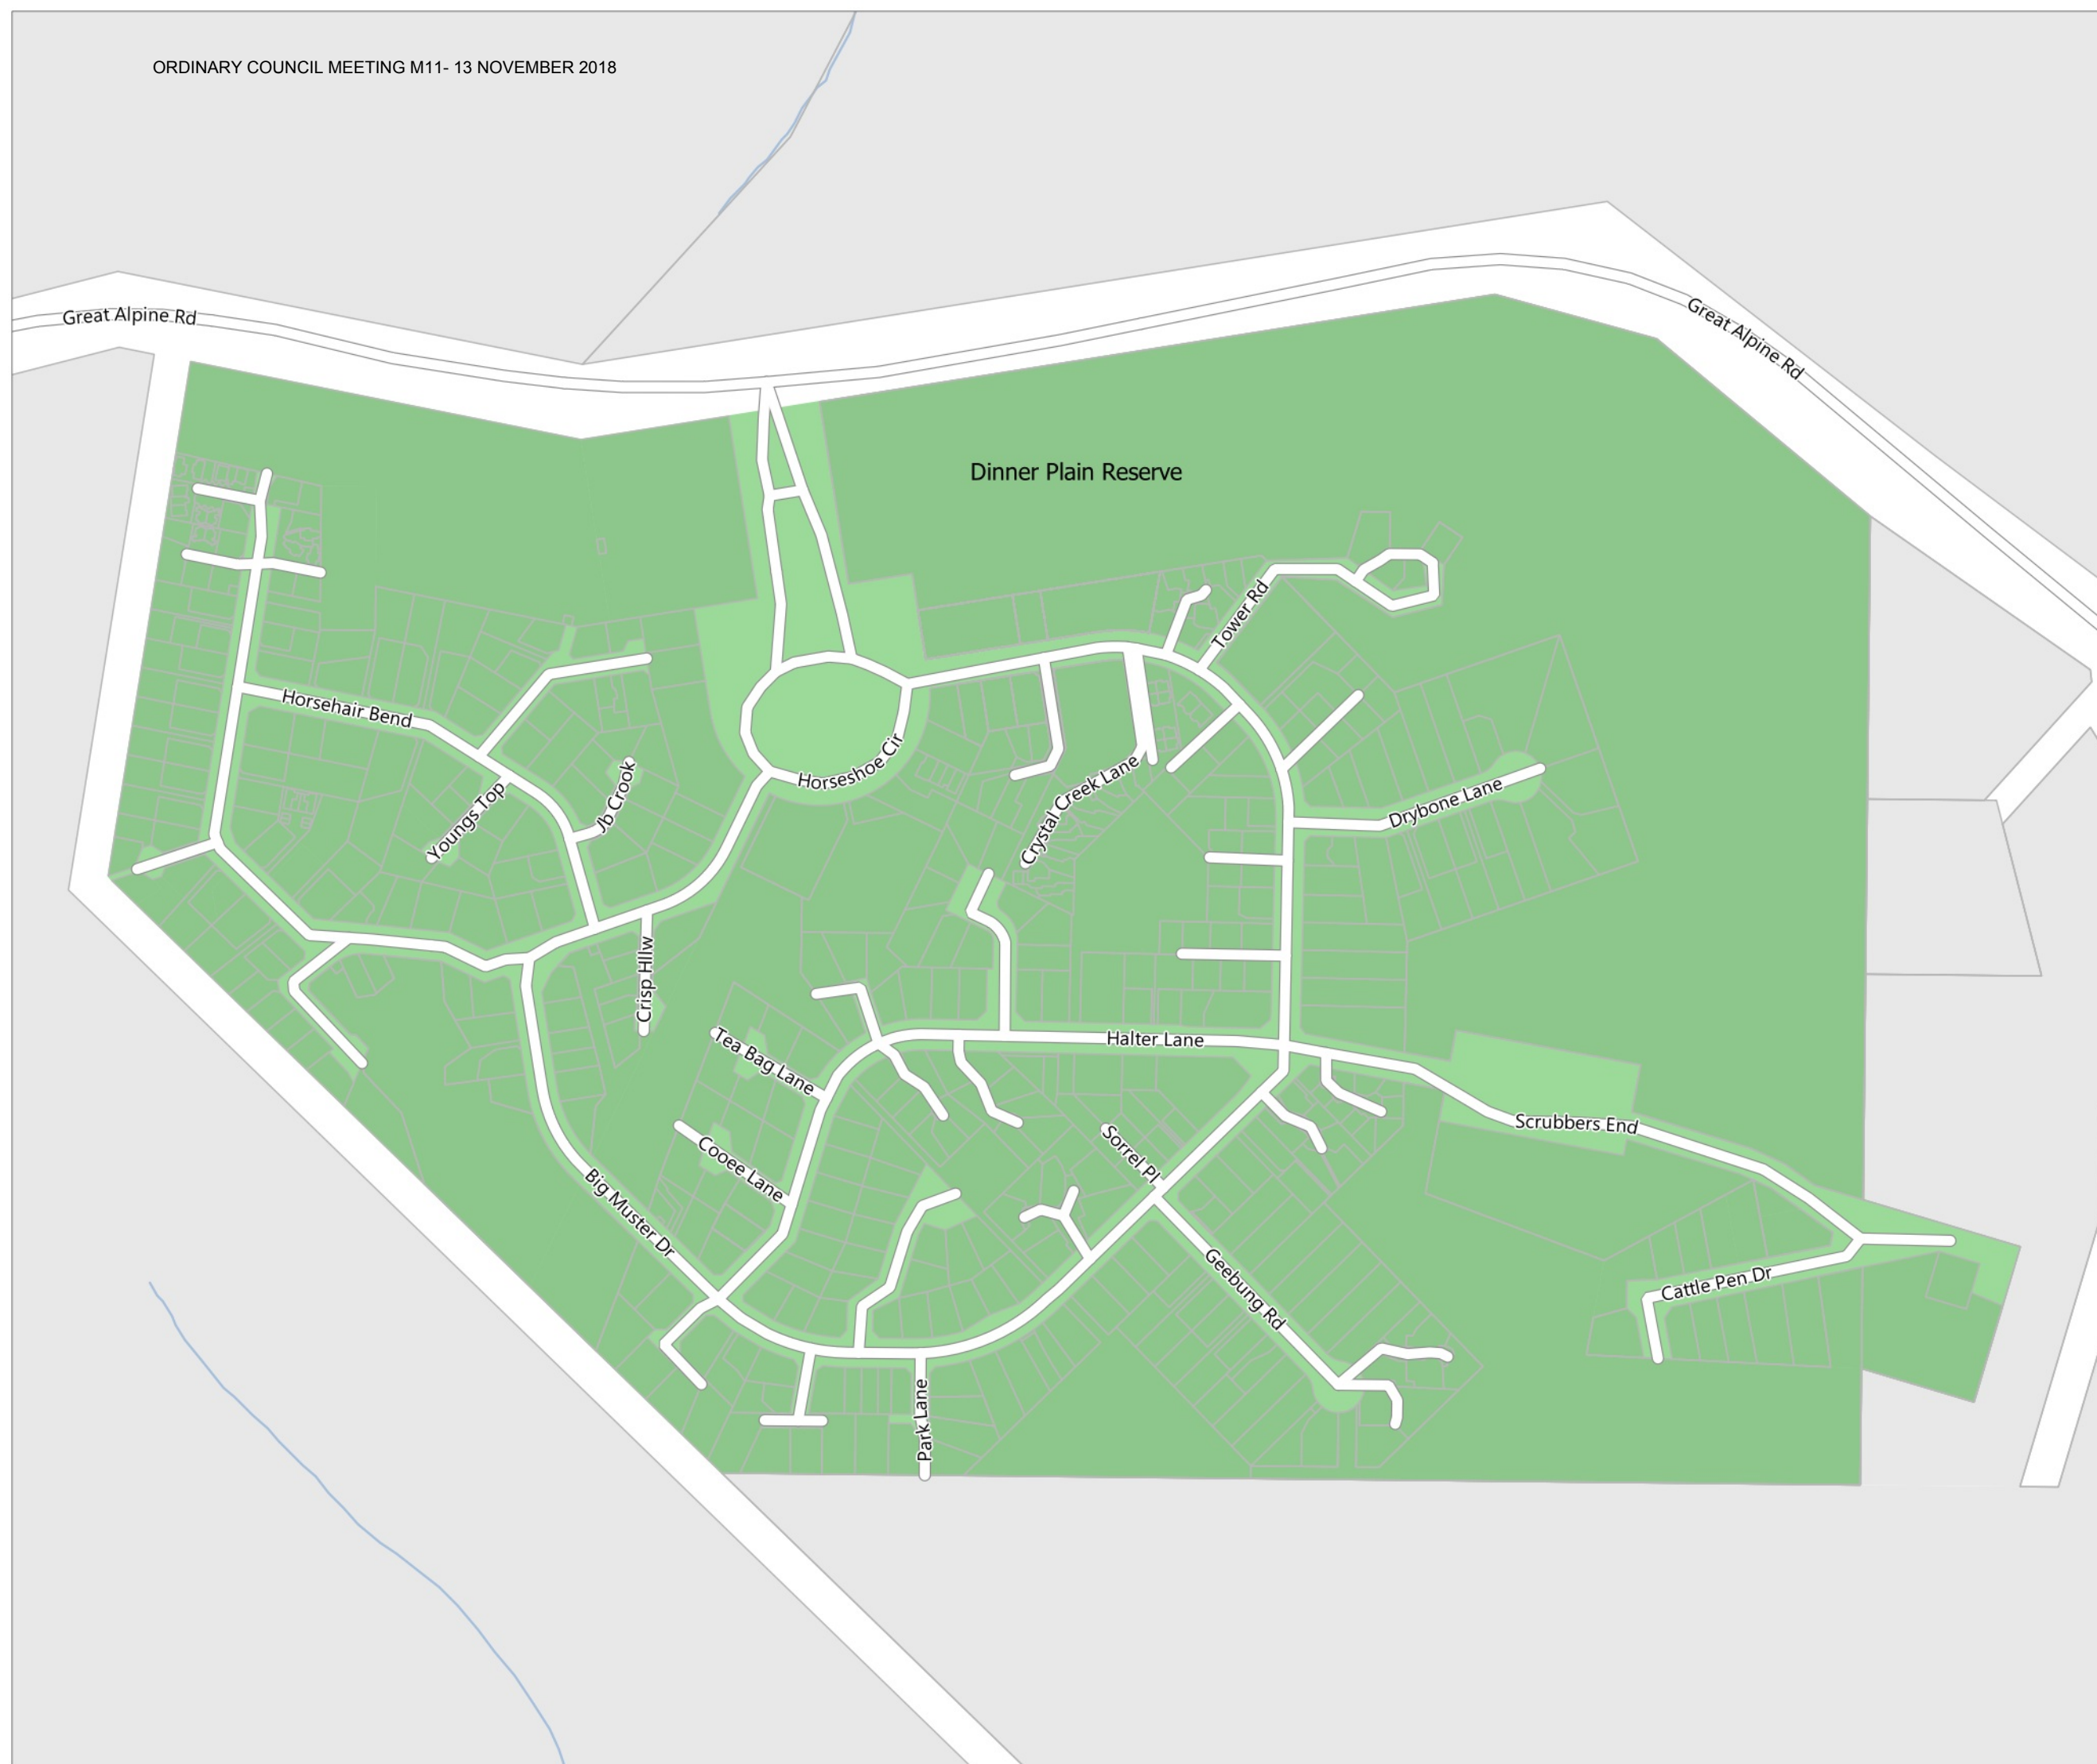 ORDINARY COUNCIL MEETING M11- 13 NOVEMBER 2018
Great Alpine Rd
Great Alpine Rd
Dinner Plain Reserve
Tower Rd
Horsehair Bend
Horseshoe Cir
Jb Crook
Youngs Top
Crystal Creek Lane
Drybone Lane
Crisp Hllw
Tea Bag Lane
Halter Lane
Scrubbers End
Cooee Lane
Sorrel Pl
Big Muster Dr
Geebung Rd
Cattle Pen Dr
Park Lane